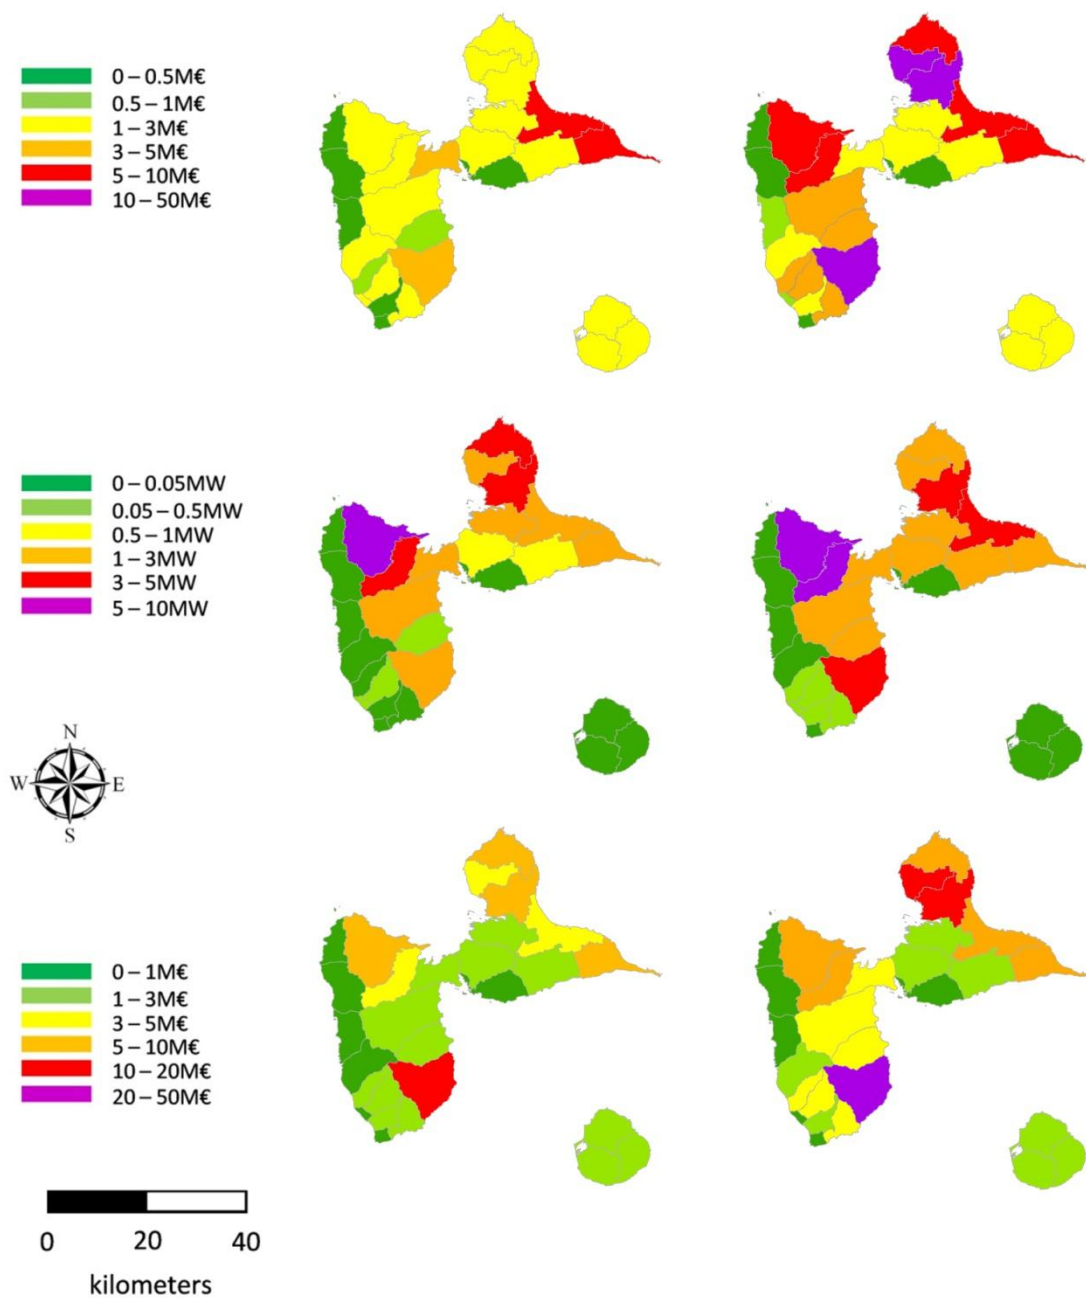 0 – 0.5M€
0.5 – 1M€
1 – 3M€
3 – 5M€
5 – 10M€
10 – 50M€
0 – 0.05MW
0.05 – 0.5MW
0.5 – 1MW
1 – 3MW
3 – 5MW
5 – 10MW
N
W
E
S
0 – 1M€
1 – 3M€
3 – 5M€
5 – 10M€
10 – 20M€
20 – 50M€
0 20 40
kilometers